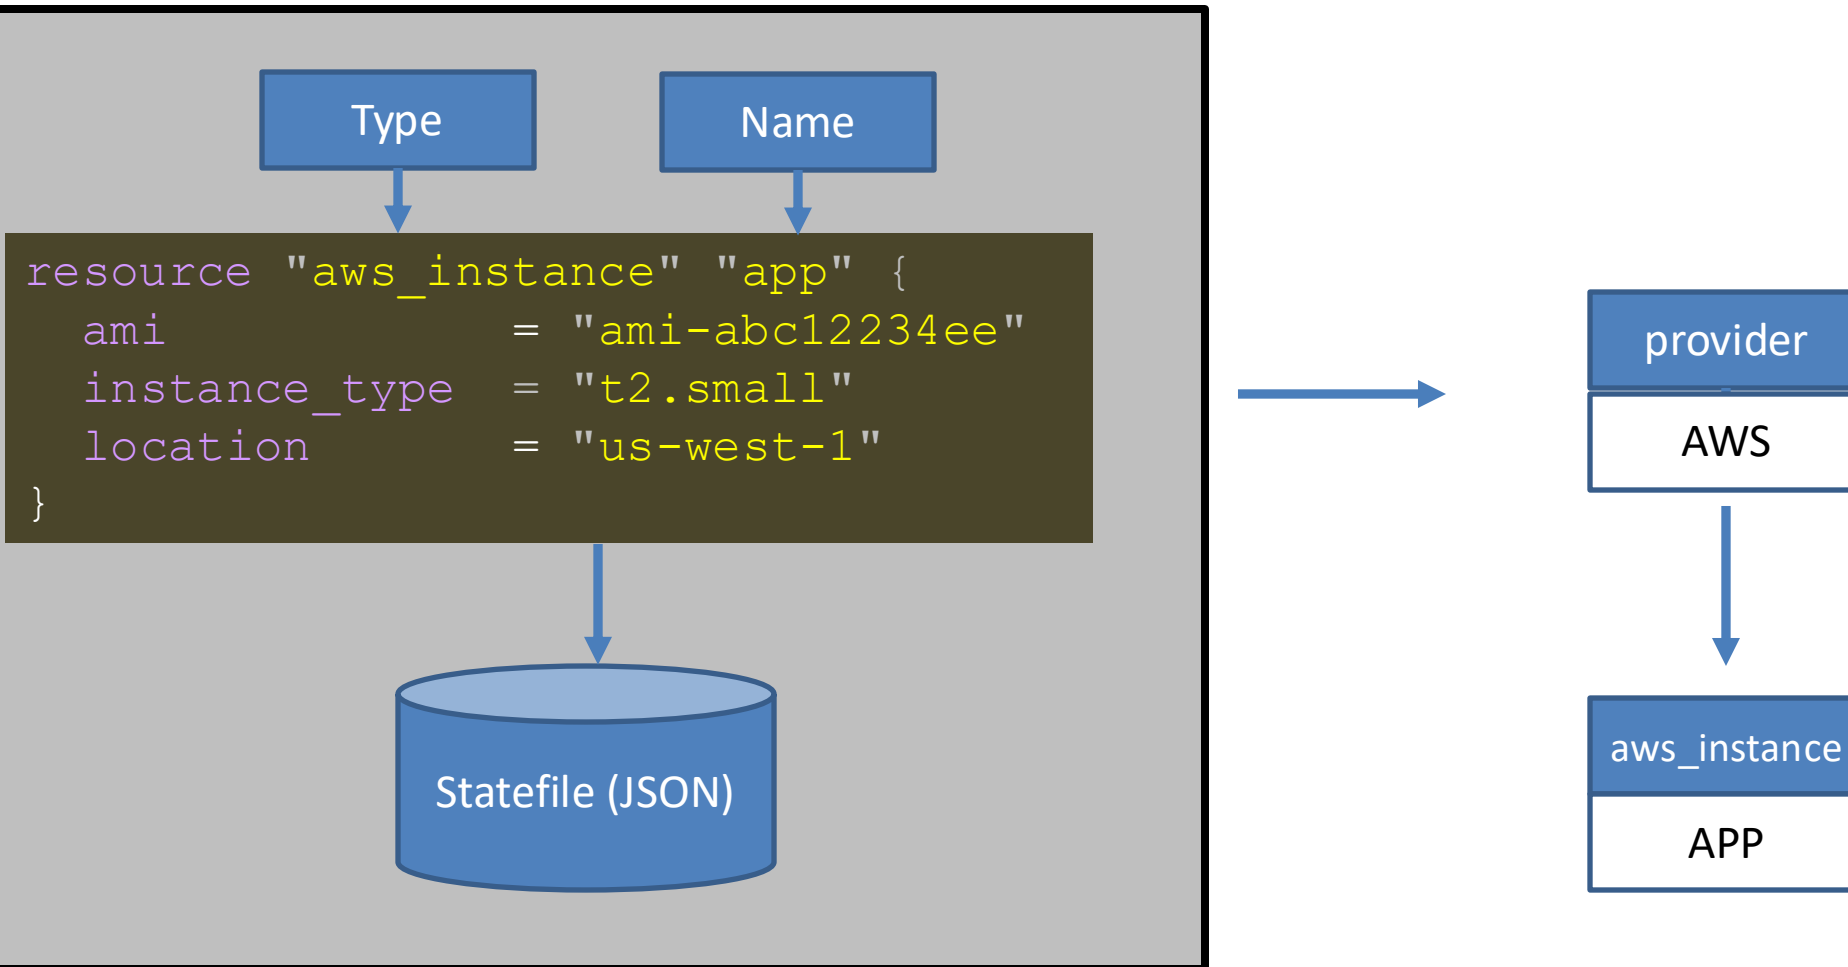 Type
Name
resource "aws_instance" "app" {
  ami               = "ami-abc12234ee"
  instance_type  = "t2.small"
  location         = "us-west-1"
}
Statefile (JSON)
provider
AWS
aws_instance
APP